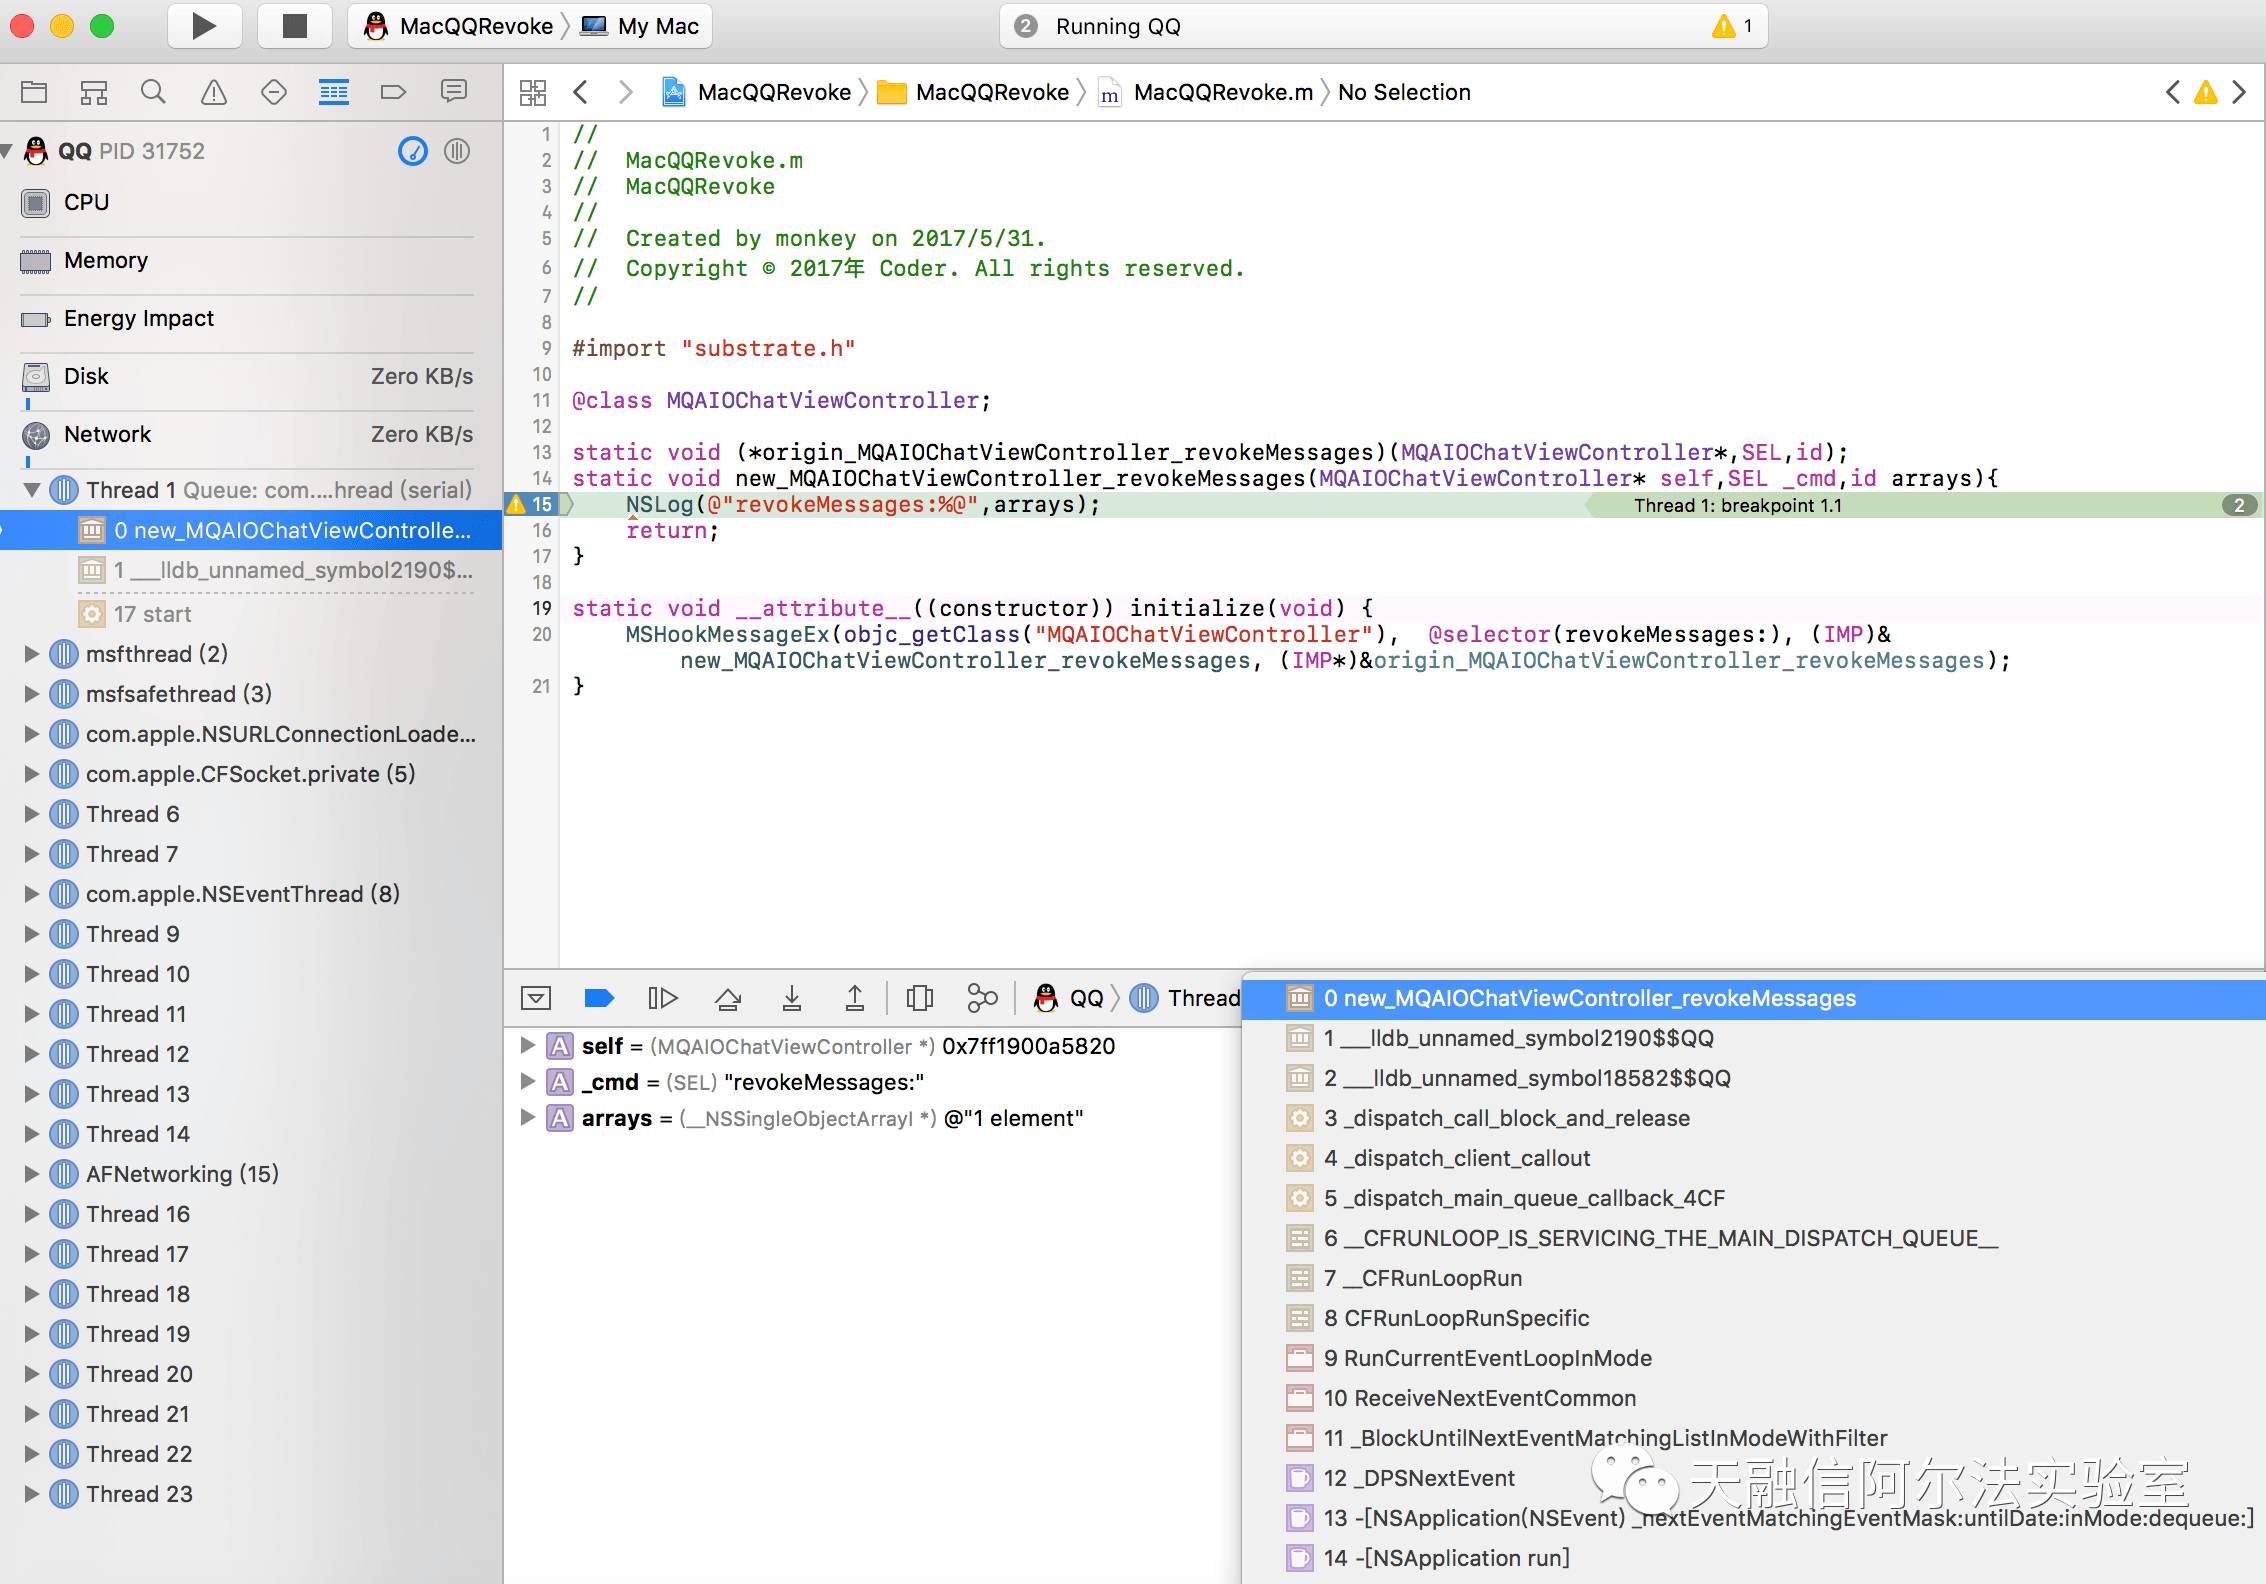 MacQQRevoke My Mac
2 Running QQ 1
MacQQRevoke MacQQRevoke m MacQQRevoke.m No Selection
QQ PID 31752
CPU
Memory
Energy Impact
Disk Zero KB/s
Network Zero KB/s
Thread 1 Queue: com....hread (serial)
0 new_MQAIOChatViewControlle...
1 ___lldb_unnamed_symbol2190$...
17 start
msfthread (2)
msfsafethread (3)
com.apple.NSURLConnectionLoade...
com.apple.CFSocket.private (5)
Thread 6
Thread 7
com.apple.NSEventThread (8)
Thread 9
Thread 10
Thread 11
Thread 12
Thread 13
Thread 14
AFNetworking (15)
Thread 16
Thread 17
Thread 18
Thread 19
Thread 20
Thread 21
Thread 22
Thread 23
1 //
2 // MacQQRevoke.m
3 // MacQQRevoke
4 //
5 // Created by monkey on 2017/5/31.
6 // Copyright © 2017年 Coder. All rights reserved.
7 //
8
9 #import "substrate.h"
10
11 @class MQAIOChatViewController;
12
13 static void (*origin_MQAIOChatViewController_revokeMessages)(MQAIOChatViewController*,SEL,id);
14 static void new_MQAIOChatViewController_revokeMessages(MQAIOChatViewController* self,SEL _cmd,id arrays){
15 NSLog(@"revokeMessages:%@",arrays); Thread 1: breakpoint 1.1 2
16 return;
17 }
18
19 static void __attribute__((constructor)) initialize(void) {
20 MSHookMessageEx(objc_getClass("MQAIOChatViewController"), @selector(revokeMessages:), (IMP)&
new_MQAIOChatViewController_revokeMessages, (IMP*)&origin_MQAIOChatViewController_revokeMessages);
21 }
QQ Thread
A self = (MQAIOChatViewController *) 0x7ff1900a5820
A _cmd = (SEL) "revokeMessages:"
A arrays = (__NSSingleObjectArrayI *) @"1 element"
0 new_MQAIOChatViewController_revokeMessages
1 ___lldb_unnamed_symbol2190$$QQ
2 ___lldb_unnamed_symbol18582$$QQ
3 _dispatch_call_block_and_release
4 _dispatch_client_callout
5 _dispatch_main_queue_callback_4CF
6 __CFRUNLOOP_IS_SERVICING_THE_MAIN_DISPATCH_QUEUE__
7 __CFRunLoopRun
8 CFRunLoopRunSpecific
9 RunCurrentEventLoopInMode
10 ReceiveNextEventCommon
11 _BlockUntilNextEventMatchingListInModeWithFilter
12 _DPSNextEvent
天融信阿尔法实验室
13 -[NSApplication(NSEvent) _nextEventMatchingEventMask:untilDate:inMode:dequeue:]
14 -[NSApplication run]